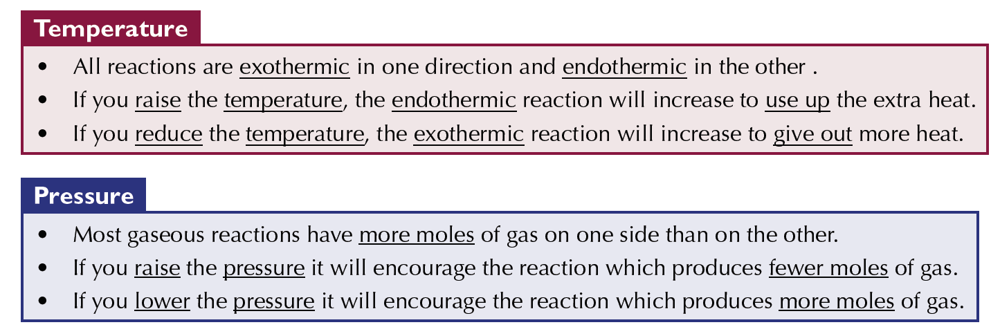 Temperature
• All reactions are exothermic in one direction and endothermic in the other .
• If you raise the temperature, the endothermic reaction will increase to use up the extra heat.
• If you reduce the temperature, the exothermic reaction will increase to give out more heat.
Pressure
• Most gaseous reactions have more moles of gas on one side than on the other.
• If you raise the pressure it will encourage the reaction which produces fewer moles of gas.
• If you lower the pressure it will encourage the reaction which produces more moles of gas.